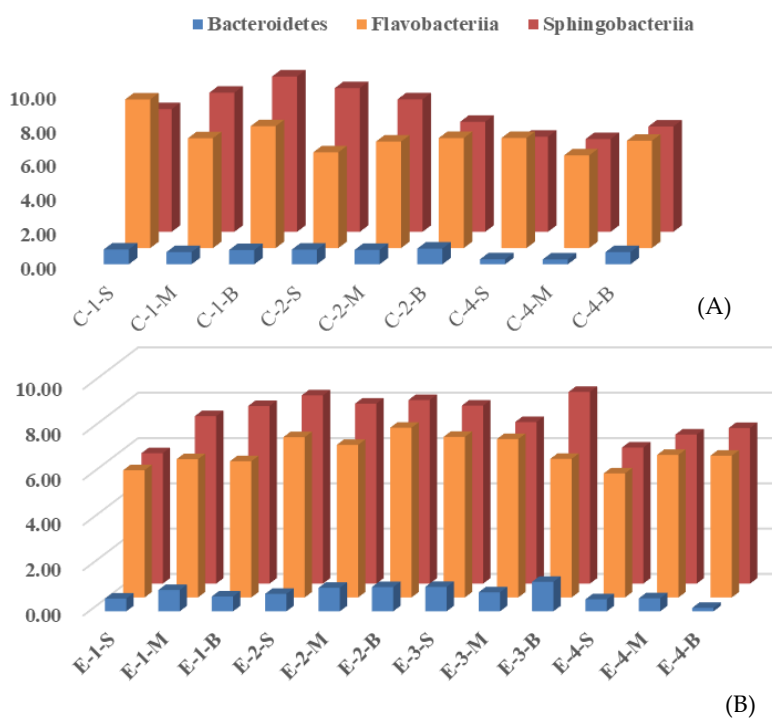 Bacteroidetes Flavobacteriia Sphingobacteriia
10.00
8.00
6.00
4.00
2.00
0.00
C-1-S C-1-M C-1-B C-2-S C-2-M C-2-B C-4-S C-4-M C-4-B
(A)
10.00
8.00
6.00
4.00
2.00
0.00
E-1-S E-1-M E-1-B E-2-S E-2-M E-2-B E-3-S E-3-M E-3-B E-4-S E-4-M E-4-B
(B)